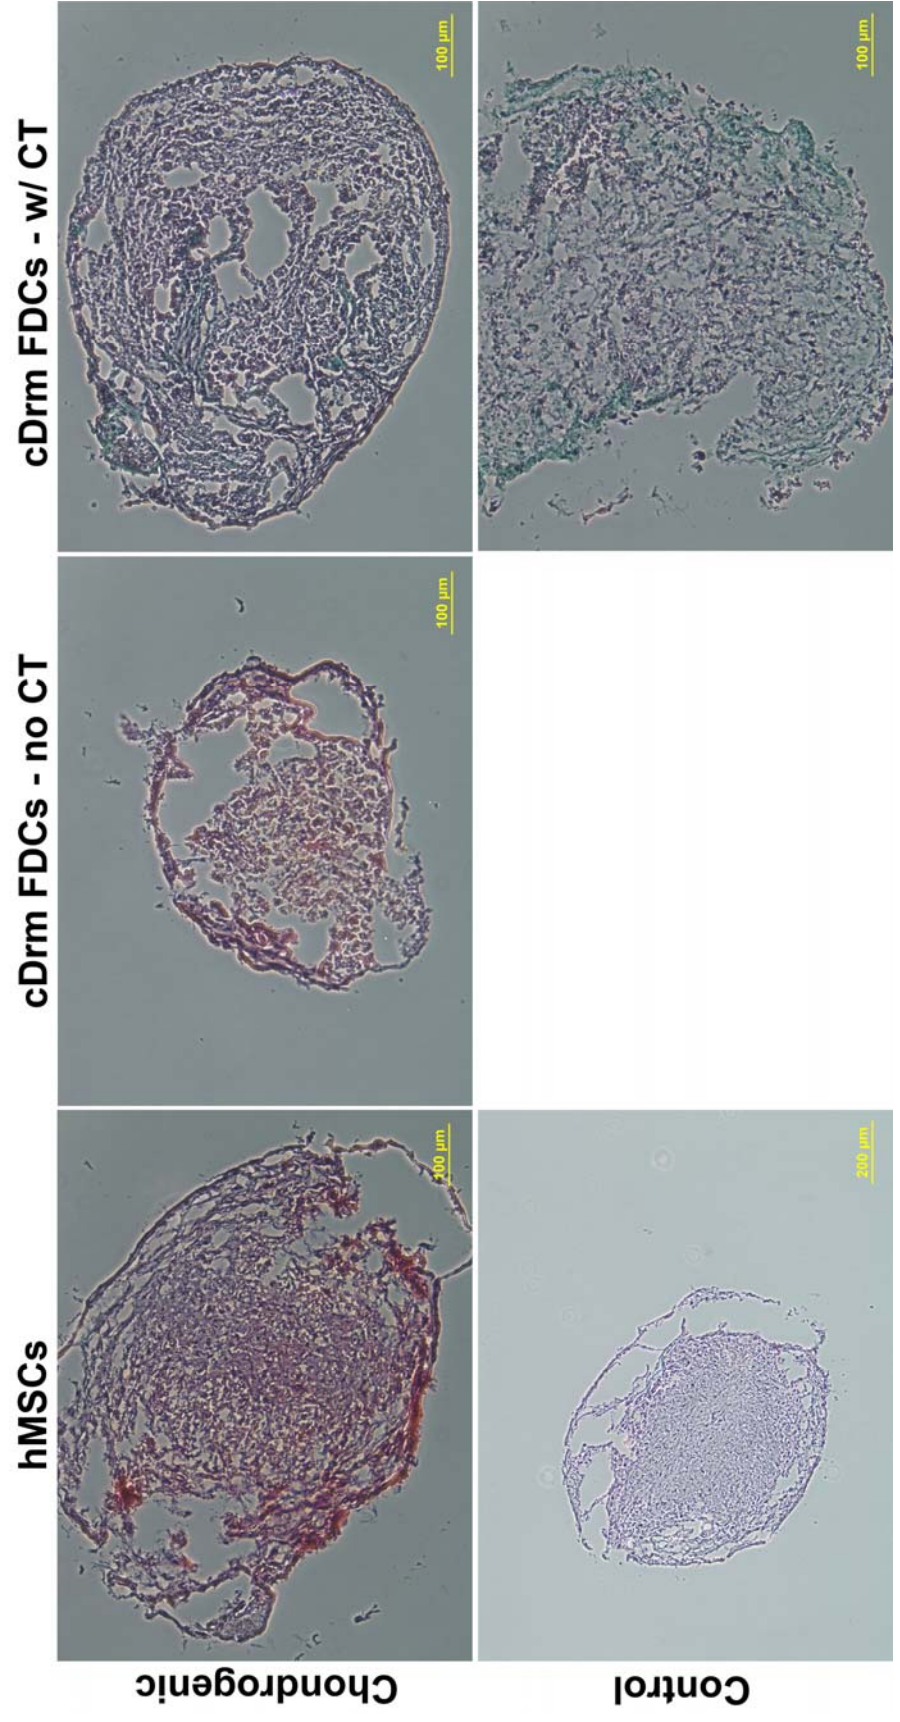 hMSCs
cDrm FDCs - no CT
cDrm FDCs - w/ CT
Chondrogenic
100 µm
100 µm
100 µm
Control
200 µm
100 µm